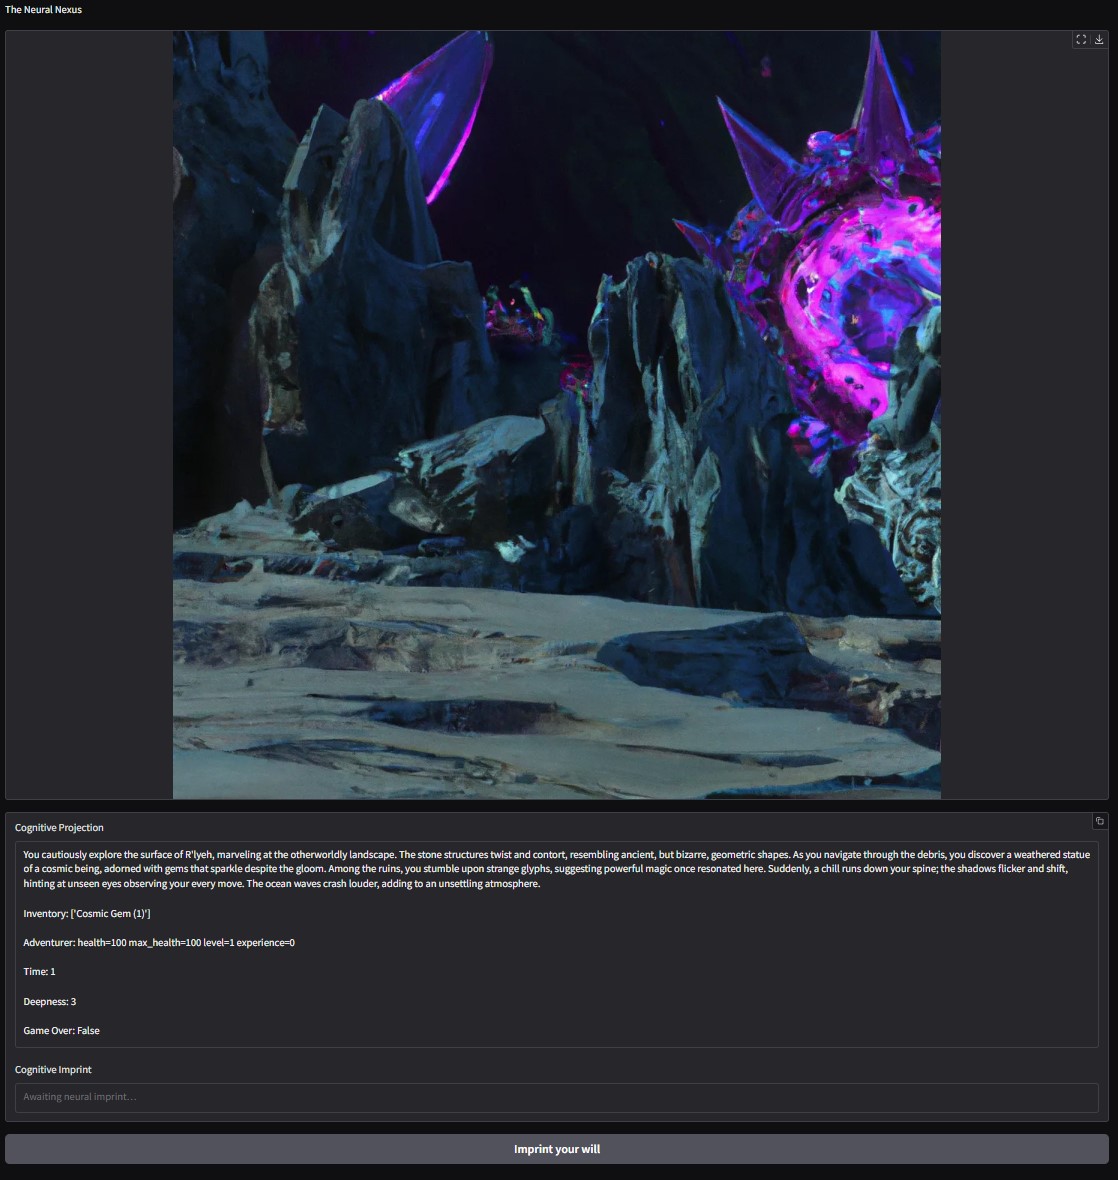 The Neural Nexus
Cognitive Projection
You cautiously explore the surface of R'lyeh, marveling at the otherworldly landscape. The stone structures twist and contort, resembling ancient, but bizarre, geometric shapes. As you navigate through the debris, you discover a weathered statue
of a cosmic being, adorned with gems that sparkle despite the gloom. Among the ruins, you stumble upon strange glyphs, suggesting powerful magic once resonated here. Suddenly, a chill runs down your spine; the shadows flicker and shift,
hinting at unseen eyes observing your every move. The ocean waves crash louder, adding to an unsettling atmosphere.
Inventory: ['Cosmic Gem (1)']
Adventurer: health=100 max_health=100 level=1 experience=0
Time: 1
Deepness: 3
Game Over: False
Cognitive Imprint
Awaiting neural imprint...
Imprint your will